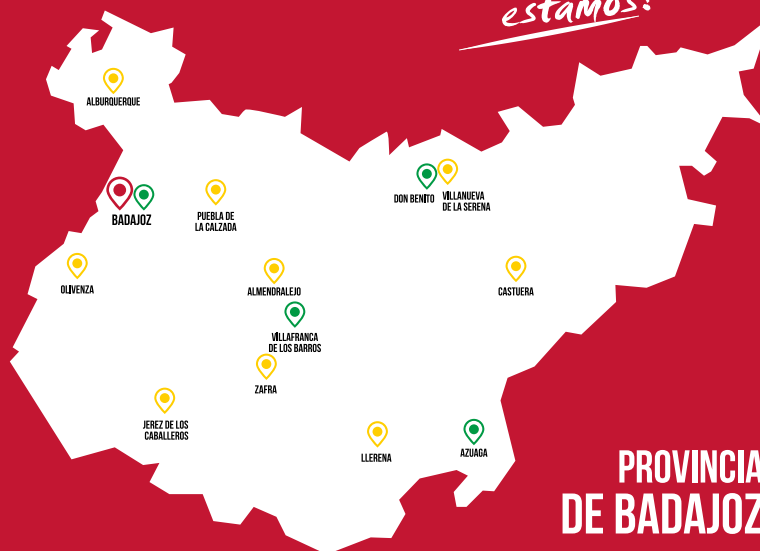 estamos!
ALBURQUERQUE
BADAJOZ
PUEBLA DE
LA CALZADA
DON BENITO
VILLANUEVA
DE LA SERENA
OLIVENZA
ALMENDRALEJO
CASTUERA
VILLAFRANCA
DE LOS BARROS
ZAFRA
JEREZ DE LOS
CABALLEROS
LLERENA
AZUAGA
PROVINCIA
DE BADAJOZ